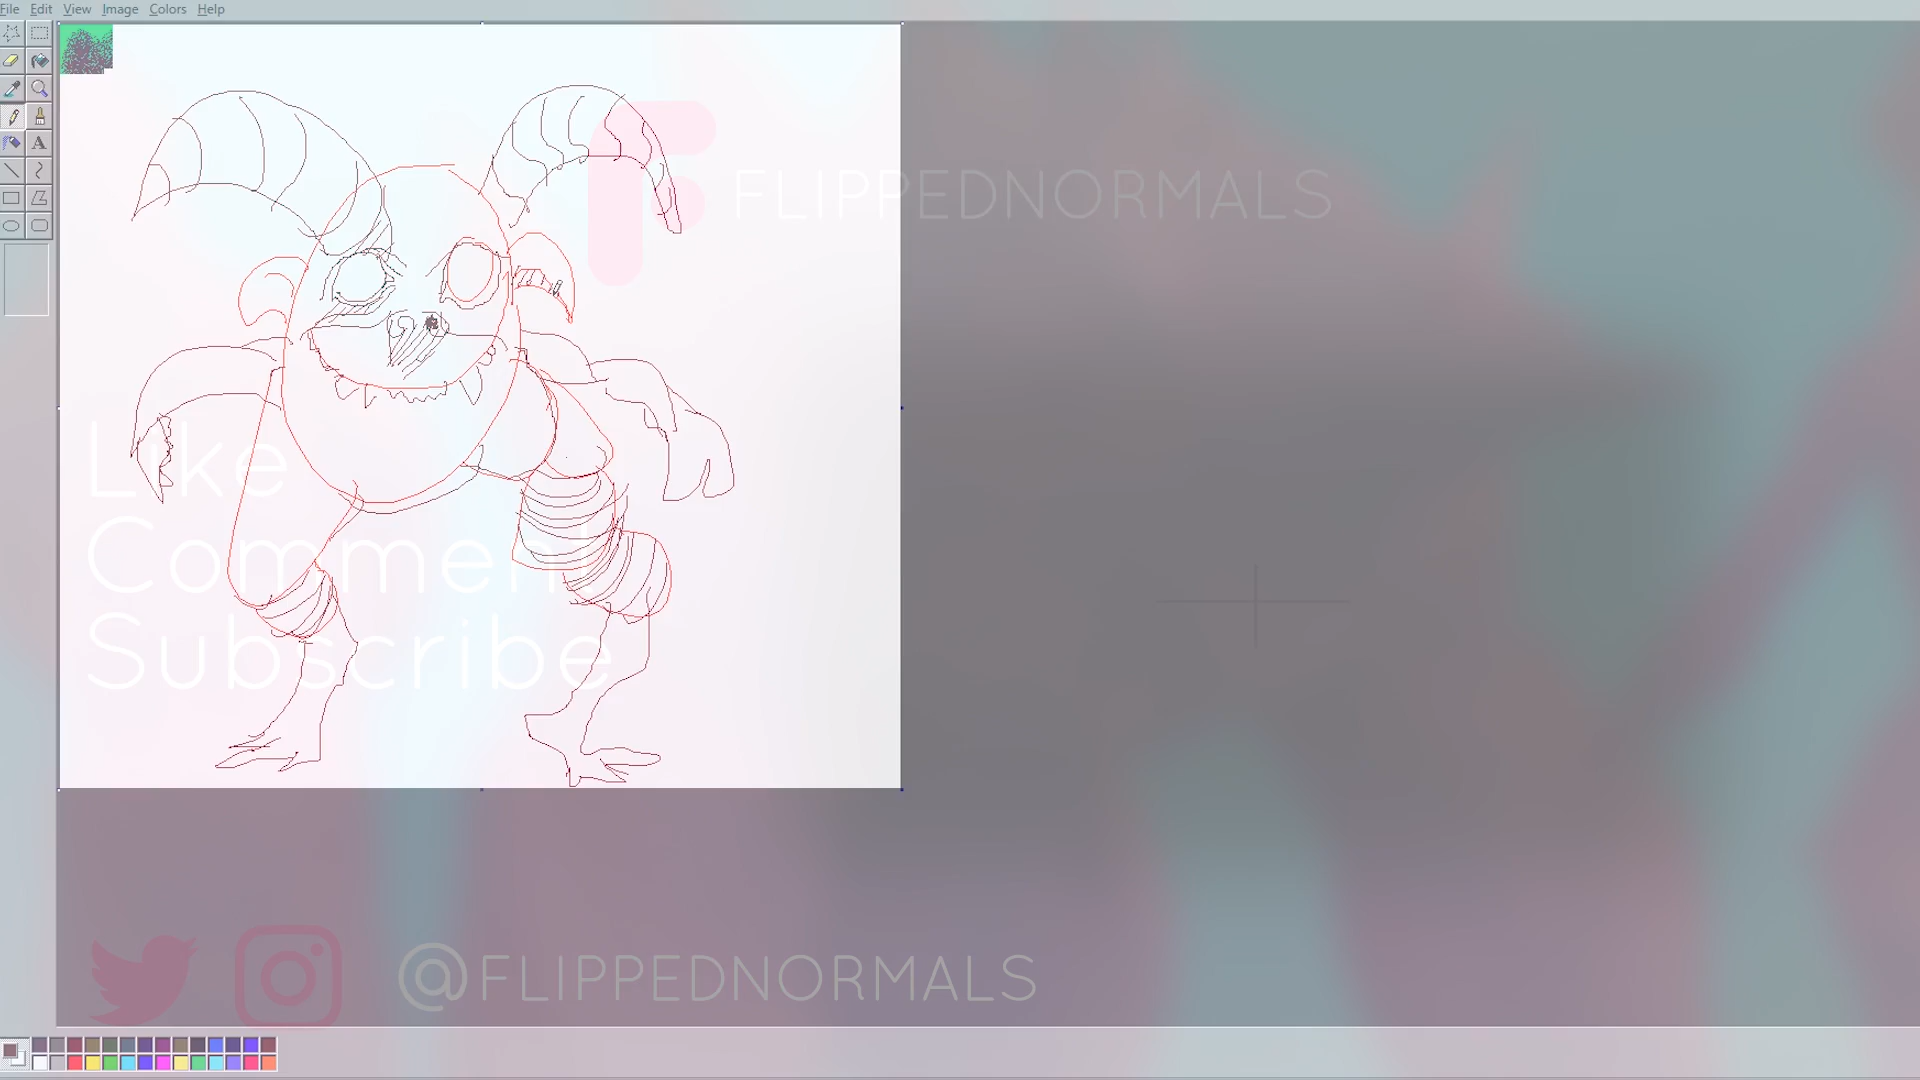 File Edit View Image Colors Help
FLIPPEDNORMALS
Like
Comment
Subscribe
@FLIPPEDNORMALS